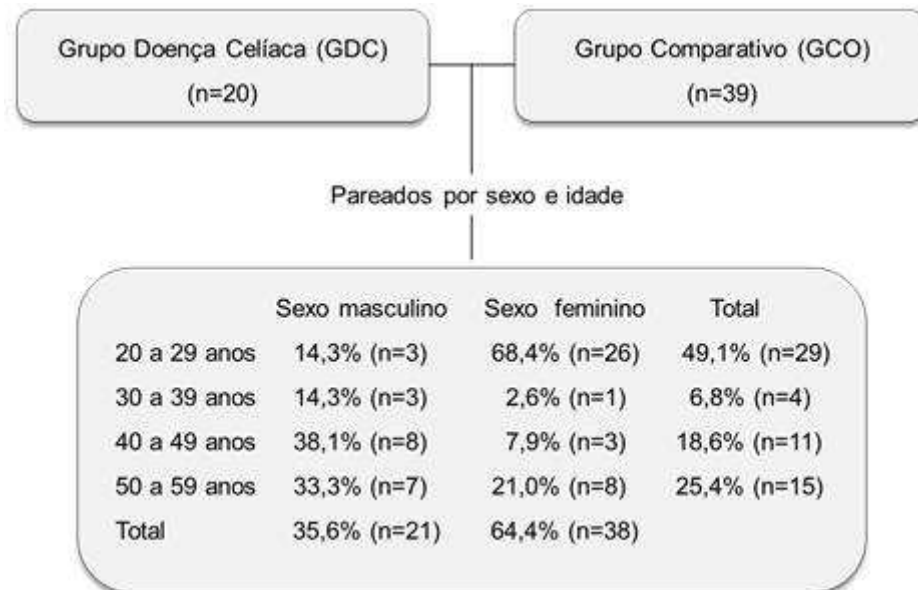 Grupo Doença Celíaca (GDC)
(n=20)
Grupo Comparativo (GCO)
(n=39)
Pareados por sexo e idade
Sexo masculino Sexo feminino Total
20 a 29 anos 14,3% (n=3) 68,4% (n=26) 49,1% (n=29)
30 a 39 anos 14,3% (n=3) 2,6% (n=1) 6,8% (n=4)
40 a 49 anos 38,1% (n=8) 7,9% (n=3) 18,6% (n=11)
50 a 59 anos 33,3% (n=7) 21,0% (n=8) 25,4% (n=15)
Total 35,6% (n=21) 64,4% (n=38)